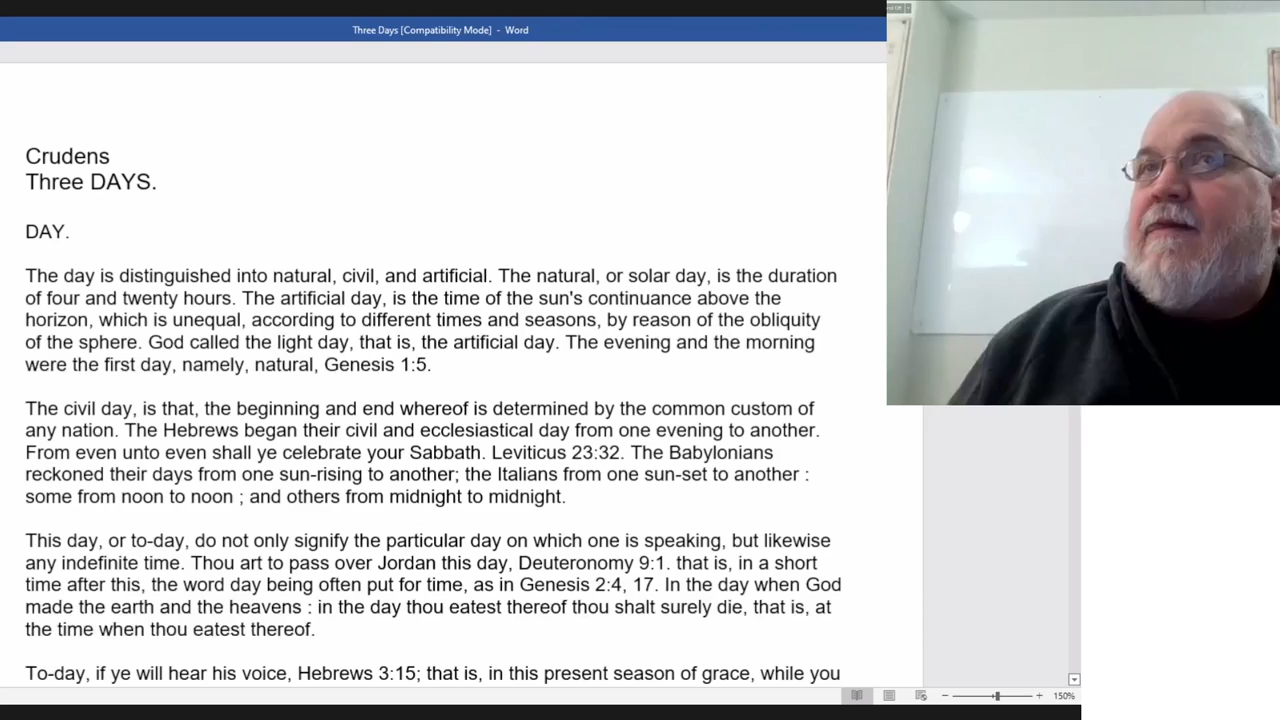 Three Days [Compatibility Mode] - Word
Crudens
Three DAYS.
DAY.
The day is distinguished into natural, civil, and artificial. The natural, or solar day, is the duration
of four and twenty hours. The artificial day, is the time of the sun's continuance above the
horizon, which is unequal, according to different times and seasons, by reason of the obliquity
of the sphere. God called the light day, that is, the artificial day. The evening and the morning
were the first day, namely, natural, Genesis 1:5.
The civil day, is that, the beginning and end whereof is determined by the common custom of
any nation. The Hebrews began their civil and ecclesiastical day from one evening to another.
From even unto even shall ye celebrate your Sabbath. Leviticus 23:32. The Babylonians
reckoned their days from one sun-rising to another; the Italians from one sun-set to another :
some from noon to noon ; and others from midnight to midnight.
This day, or to-day, do not only signify the particular day on which one is speaking, but likewise
any indefinite time. Thou art to pass over Jordan this day, Deuteronomy 9:1. that is, in a short
time after this, the word day being often put for time, as in Genesis 2:4, 17. In the day when God
made the earth and the heavens : in the day thou eatest thereof thou shalt surely die, that is, at
the time when thou eatest thereof.
To-day, if ye will hear his voice, Hebrews 3:15; that is, in this present season of grace, while you
150%